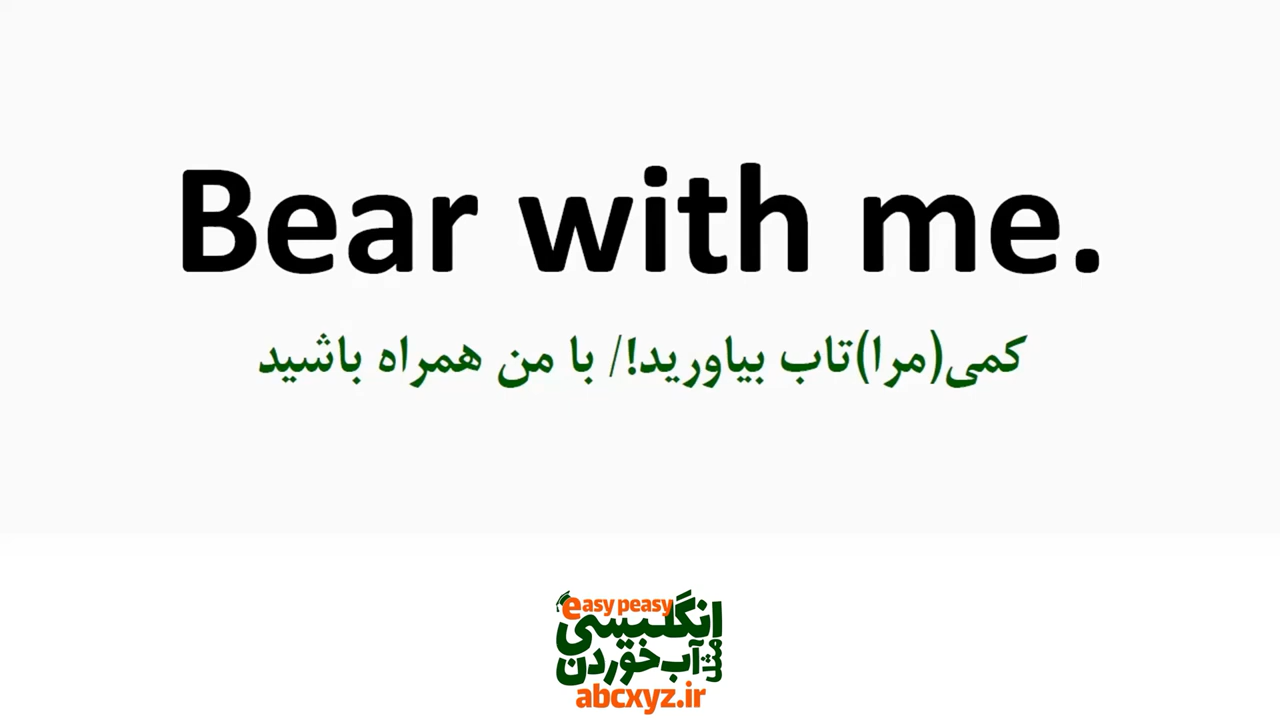 Bear with me.
کمی(مرا)تاب بیاورید!/ با من همراه باشید
easy peasy
انگلیسی
مثل آب خوردن
abcxyz.ir